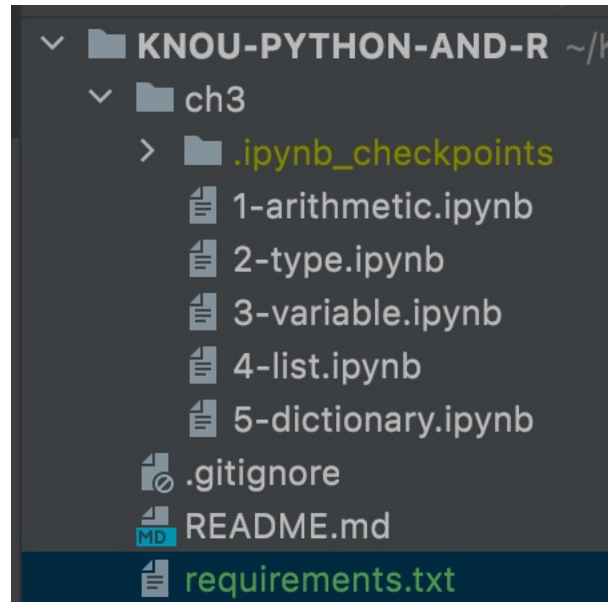 KNOU-PYTHON-AND-R ~/
ch3
.ipynb_checkpoints
1-arithmetic.ipynb
2-type.ipynb
3-variable.ipynb
4-list.ipynb
5-dictionary.ipynb
.gitignore
README.md
MD
requirements.txt